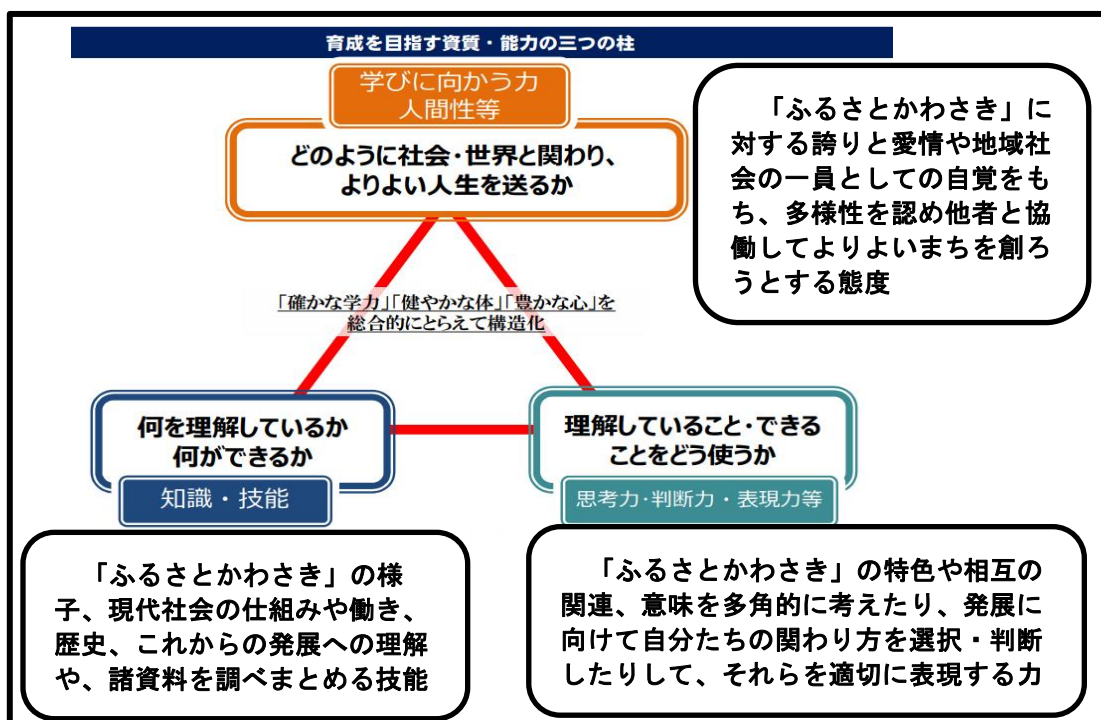 育成を目指す資質・能力の三つの柱
学びに向かう力
人間性等
どのように社会・世界と関わり、
よりよい人生を送るか
「ふるさとかわさき」に
対する誇りと愛情や地域社
会の一員としての自覚をも
ち、多様性を認め他者と協
働してよりよいまちを創ろ
うとする態度
「確かな学力」「健やかな体」「豊かな心」を
総合的にとらえて構造化
何を理解しているか
何ができるか
知識・技能
理解していること・できる
ことをどう使うか
思考力・判断力・表現力等
「ふるさとかわさき」の様
子、現代社会の仕組みや働き、
歴史、これからの発展への理解
や、諸資料を調べまとめる技能
「ふるさとかわさき」の特色や相互の
関連、意味を多角的に考えたり、発展に
向けて自分たちの関わり方を選択・判断
したりして、それらを適切に表現する力